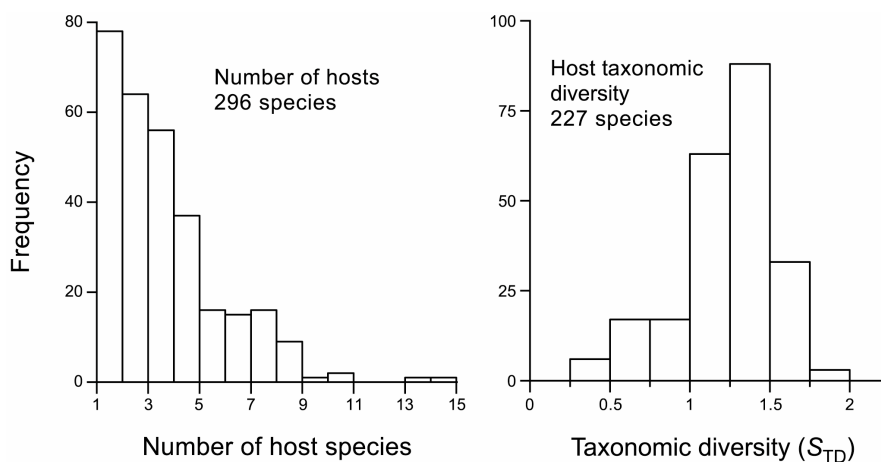 80
60
40
20
0
1 3 5 7 9 11 13 15
Frequency
Number of hosts
296 species
Number of host species
100
75
50
25
0
0 0.5 1 1.5 2
Host taxonomic
diversity
227 species
Taxonomic diversity (STD)